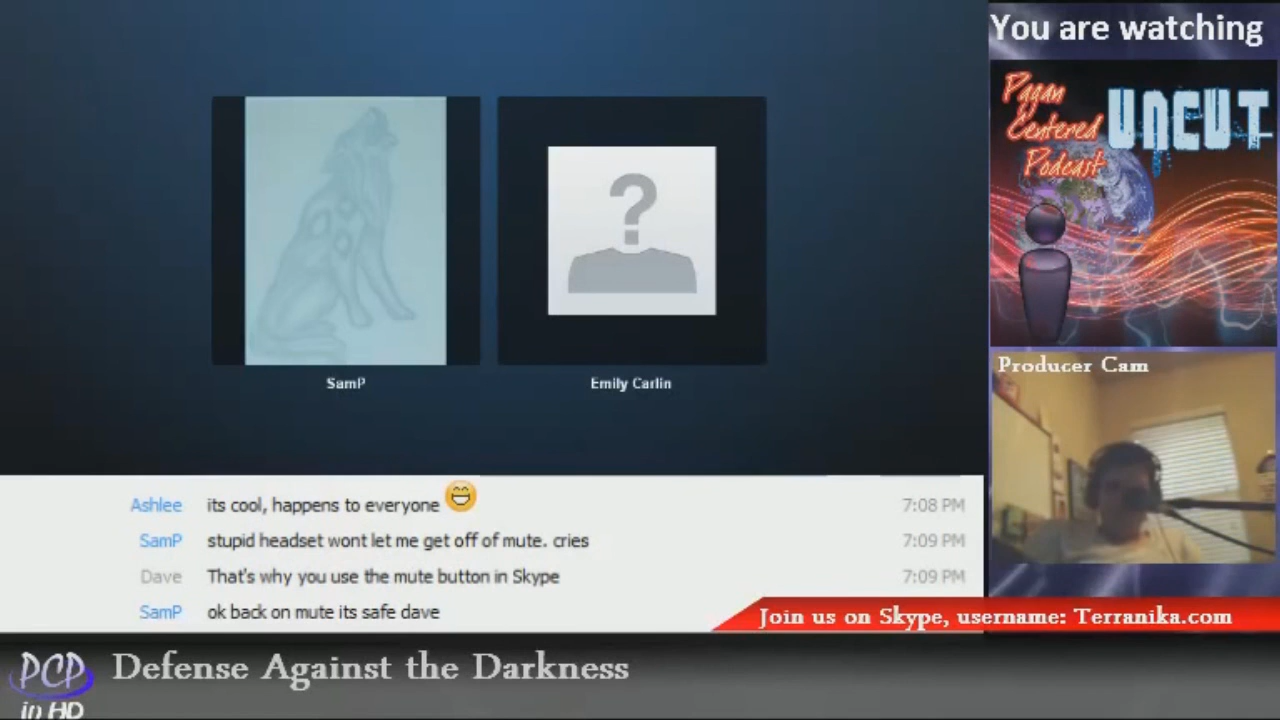 You are watching
Pagan
Centered
Podcast
UNCUT
Producer Cam
?
SamP
Emily Carlin
Ashlee its cool, happens to everyone 7:08 PM
SamP stupid headset wont let me get off of mute. cries 7:09 PM
Dave That's why you use the mute button in Skype 7:09 PM
SamP ok back on mute its safe dave
Join us on Skype, username: Terranika.com
PCP
in HD
Defense Against the Darkness